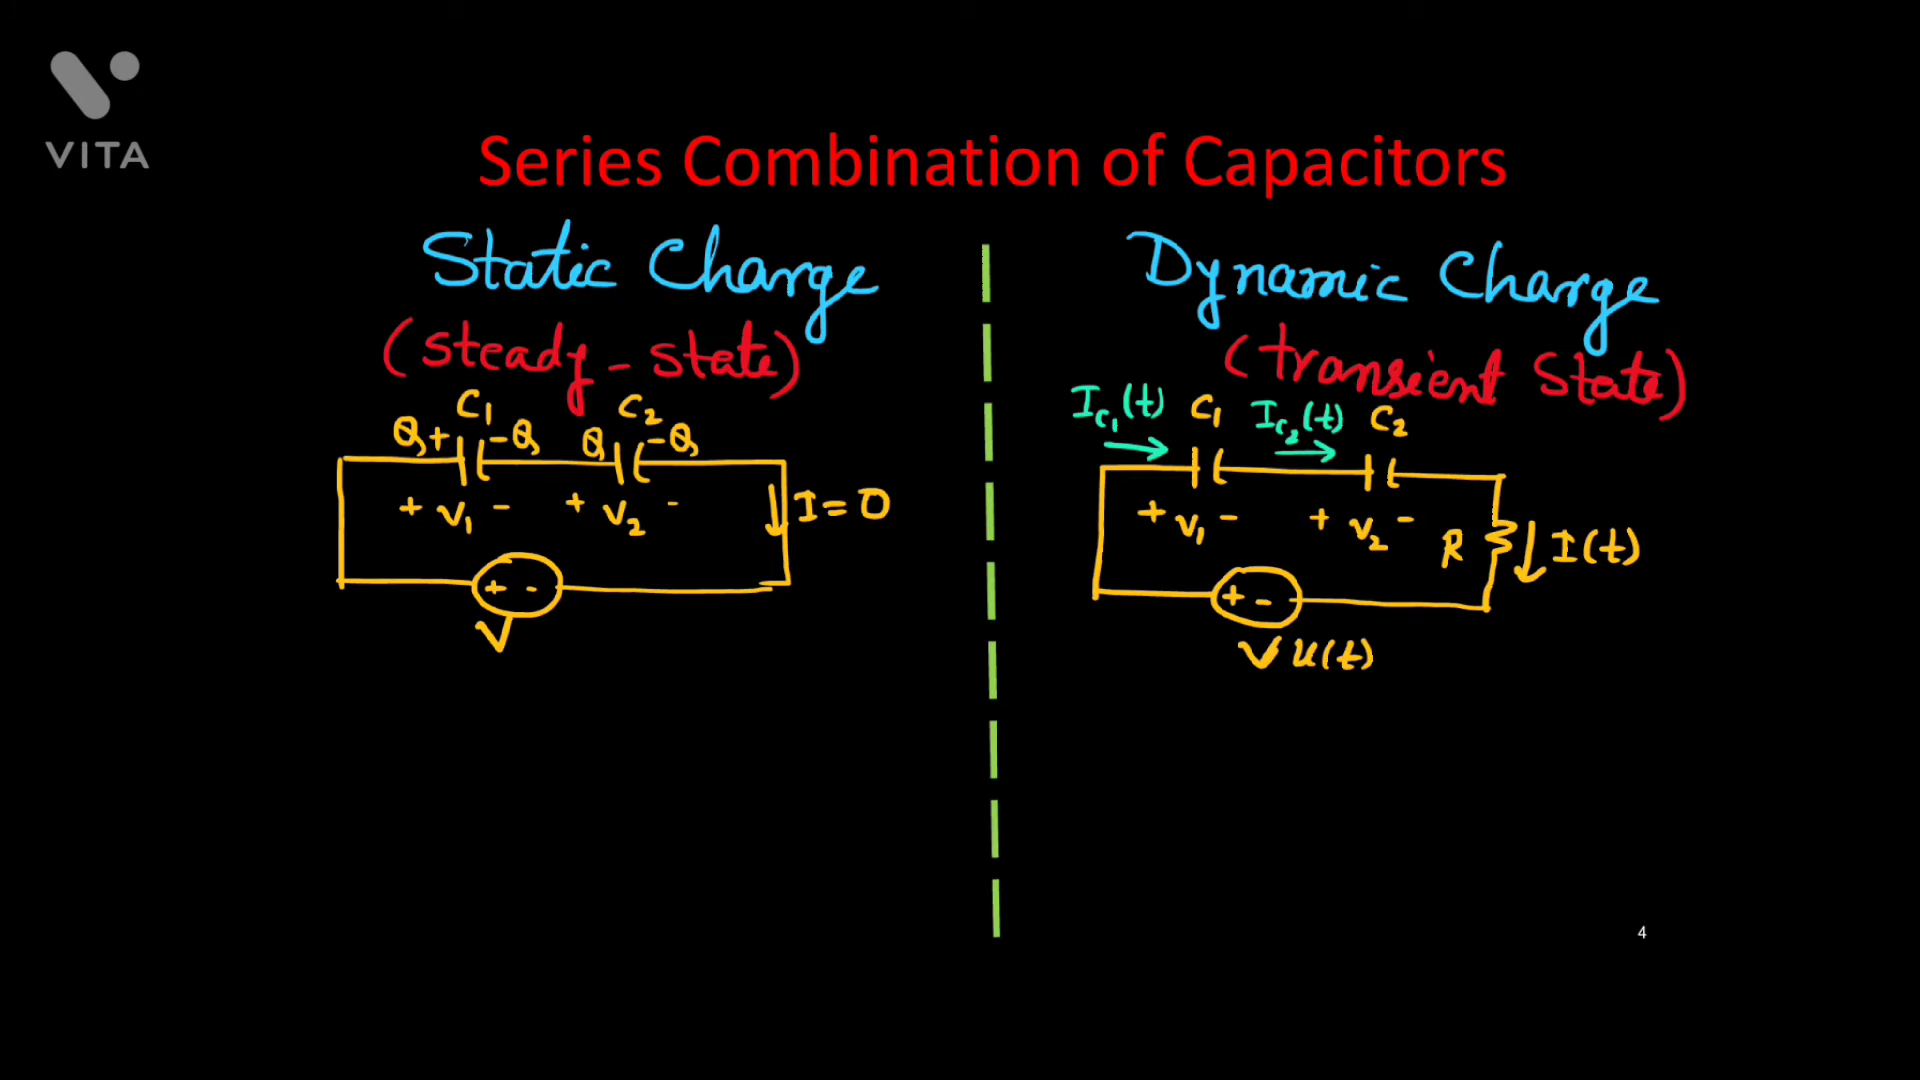 VITA
Series Combination of Capacitors
Static Charge
(steady-state)
C1 C2
Q+ -Q Q -Q
+ V1 - + V2 -
I=0
+ -
V
Dynamic Charge
(transient State)
Ic1(t) C1 Ic2(t) C2
+ V1 - + V2 -
R I(t)
+ -
V u(t)
4